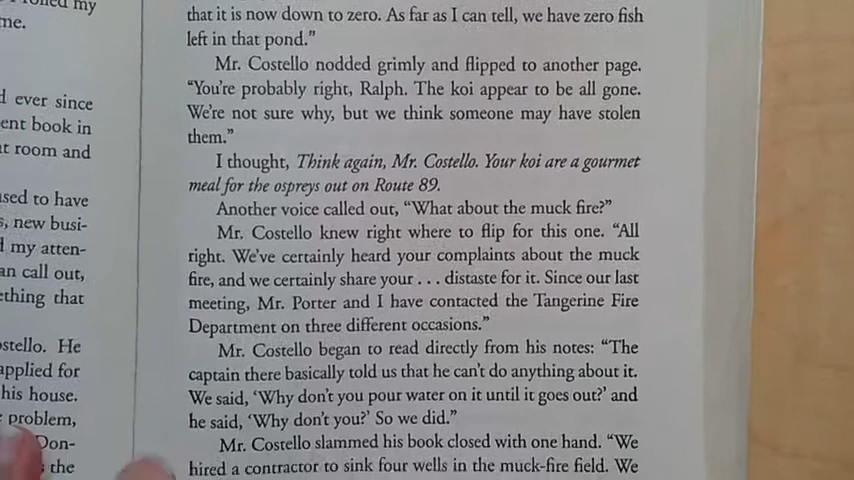 my
me.
ever since
ent book in
room and
used to have
s, new busi-
my atten-
an call out,
ething that
ostello. He
applied for
his house.
problem,
Don-
the
that it is now down to zero. As far as I can tell, we have zero fish
left in that pond.”
Mr. Costello nodded grimly and flipped to another page.
“You’re probably right, Ralph. The koi appear to be all gone.
We’re not sure why, but we think someone may have stolen
them.”
I thought, Think again, Mr. Costello. Your koi are a gourmet
meal for the ospreys out on Route 89.
Another voice called out, “What about the muck fire?”
Mr. Costello knew right where to flip for this one. “All
right. We’ve certainly heard your complaints about the muck
fire, and we certainly share your . . . distaste for it. Since our last
meeting, Mr. Porter and I have contacted the Tangerine Fire
Department on three different occasions.”
Mr. Costello began to read directly from his notes: “The
captain there basically told us that he can’t do anything about it.
We said, ‘Why don’t you pour water on it until it goes out?’ and
he said, ‘Why don’t you?’ So we did.”
Mr. Costello slammed his book closed with one hand. “We
hired a contractor to sink four wells in the muck-fire field. We